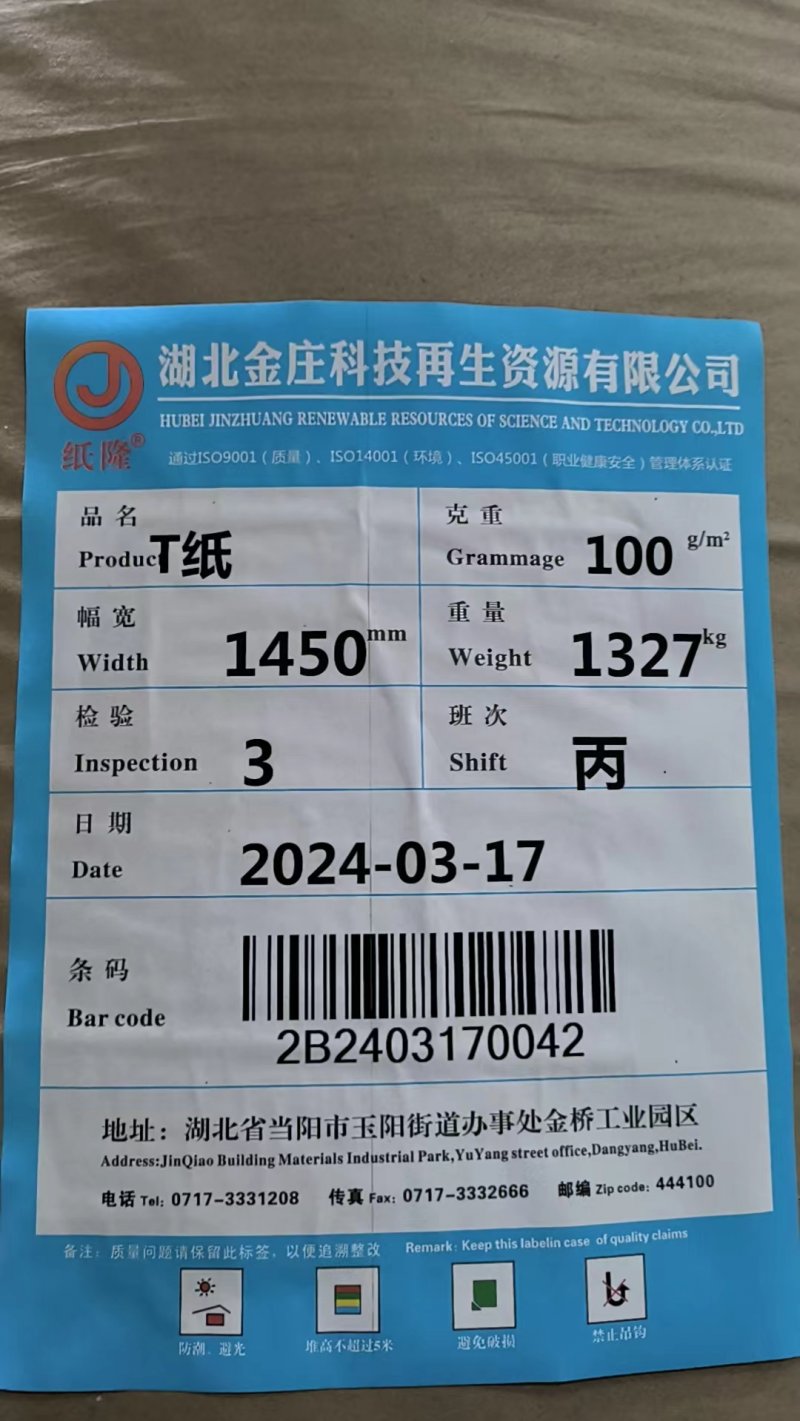 湖北金庄科技再生资源有限公司
HUBEI JINZHUANG RENEWABLE RESOURCES OF SCIENCE AND TECHNOLOGY CO.,LTD
纸隆®
通过ISO9001（质量）、ISO14001（环境）、ISO45001（职业健康安全）管理体系认证
品名
Product T纸
克重
Grammage 100 g/m²
幅宽
Width 1450 mm
重量
Weight 1327 kg
检验
Inspection 3
班次
Shift 丙
日期
Date 2024-03-17
条码
Bar code
2B2403170042
地址：湖北省当阳市玉阳街道办事处金桥工业园区
Address:JinQiao Building Materials Industrial Park,YuYang street office,Dangyang,HuBei.
电话 Tel: 0717-3331208 传真 Fax: 0717-3332666 邮编 Zip code: 444100
备注：质量问题请保留此标签，以便追溯整改 Remark: Keep this labelin case of quality claims
防潮、避光 堆高不超过5米 避免破损 禁止吊钩